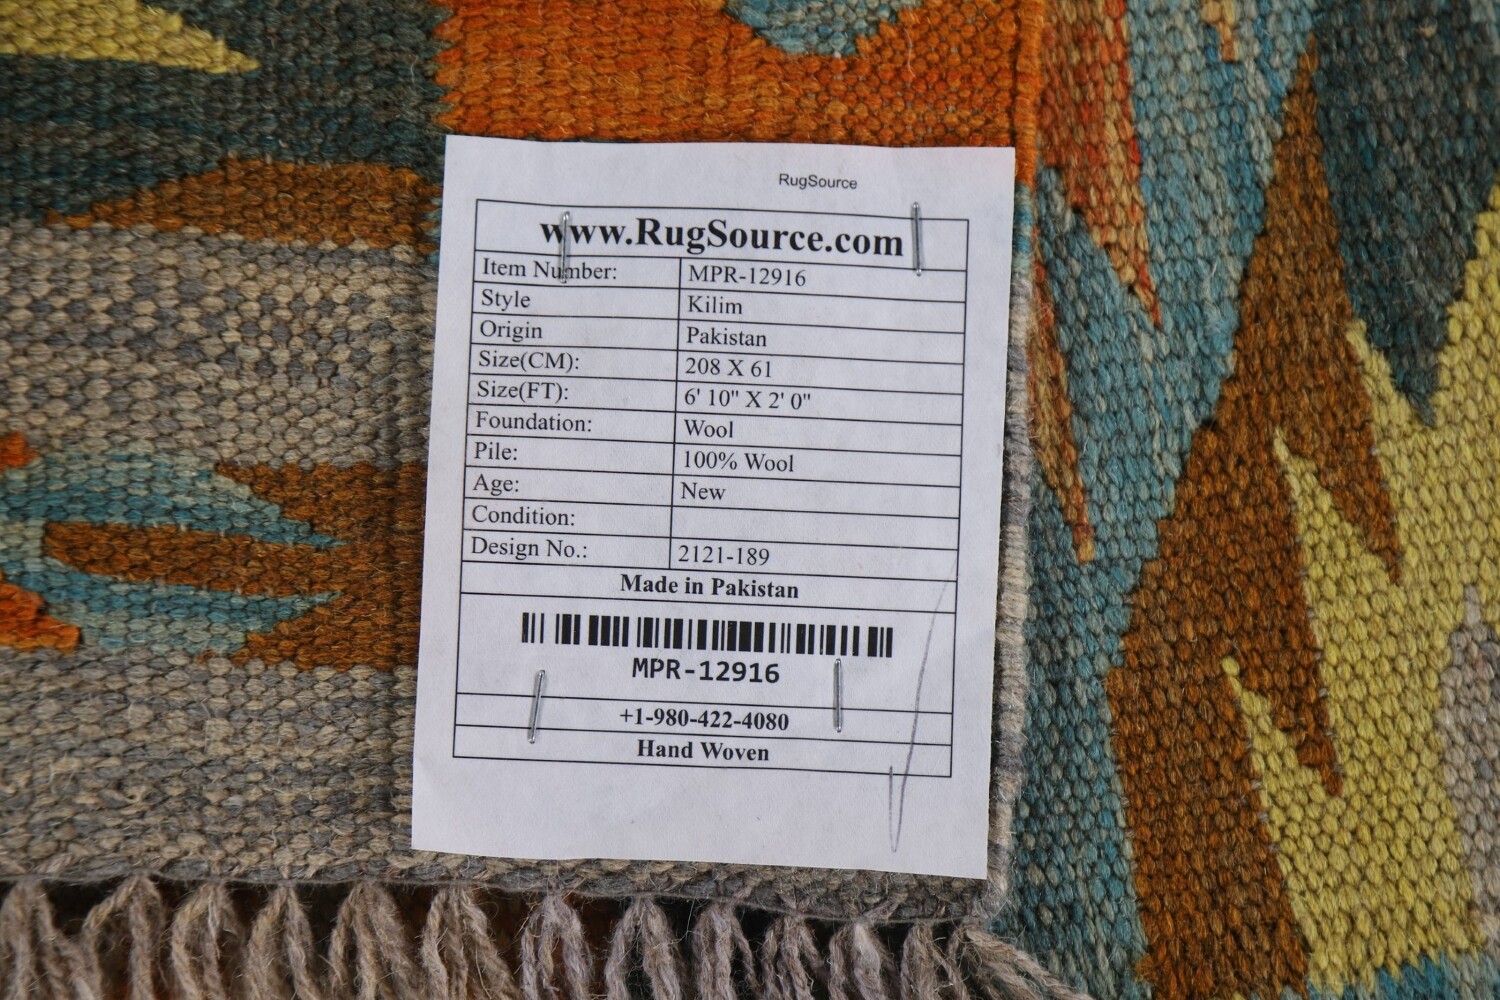 RugSource
www.RugSource.com
Item Number: MPR-12916
Style Kilim
Origin Pakistan
Size(CM): 208 X 61
Size(FT): 6' 10" X 2' 0"
Foundation: Wool
Pile: 100% Wool
Age: New
Condition:
Design No.: 2121-189
Made in Pakistan
MPR-12916
+1-980-422-4080
Hand Woven